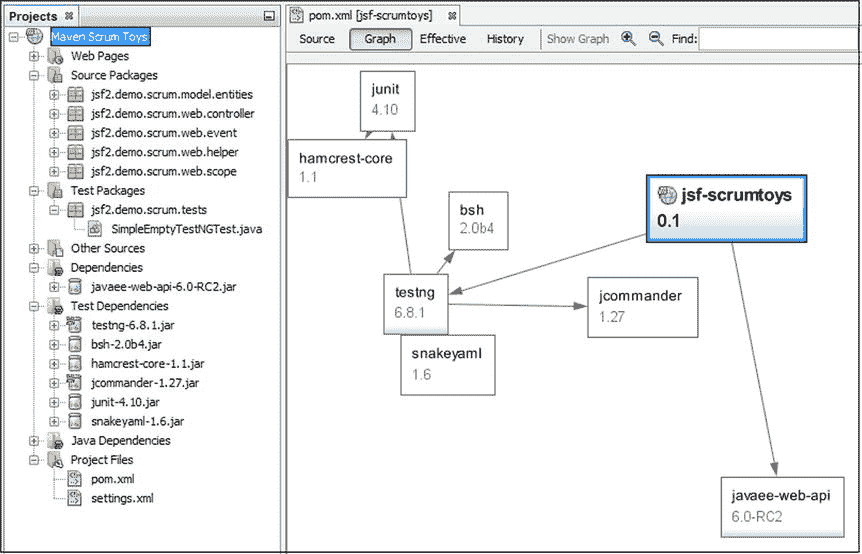 Projects
Maven Scrum Toys
Web Pages
Source Packages
jsf2.demo.scrum.model.entities
jsf2.demo.scrum.web.controller
jsf2.demo.scrum.web.event
jsf2.demo.scrum.web.helper
jsf2.demo.scrum.web.scope
Test Packages
jsf2.demo.scrum.tests
SimpleEmptyTestNGTest.java
Other Sources
Dependencies
javaee-web-api-6.0-RC2.jar
Test Dependencies
testng-6.8.1.jar
bsh-2.0b4.jar
hamcrest-core-1.1.jar
jcommander-1.27.jar
junit-4.10.jar
snakeyaml-1.6.jar
Java Dependencies
Project Files
pom.xml
settings.xml
pom.xml [jsf-scrumtoys]
Source Graph Effective History Show Graph Find:
junit
4.10
hamcrest-core
1.1
bsh
2.0b4
jsf-scrumtoys
0.1
testng
6.8.1
jcommander
1.27
snakeyaml
1.6
javaee-web-api
6.0-RC2